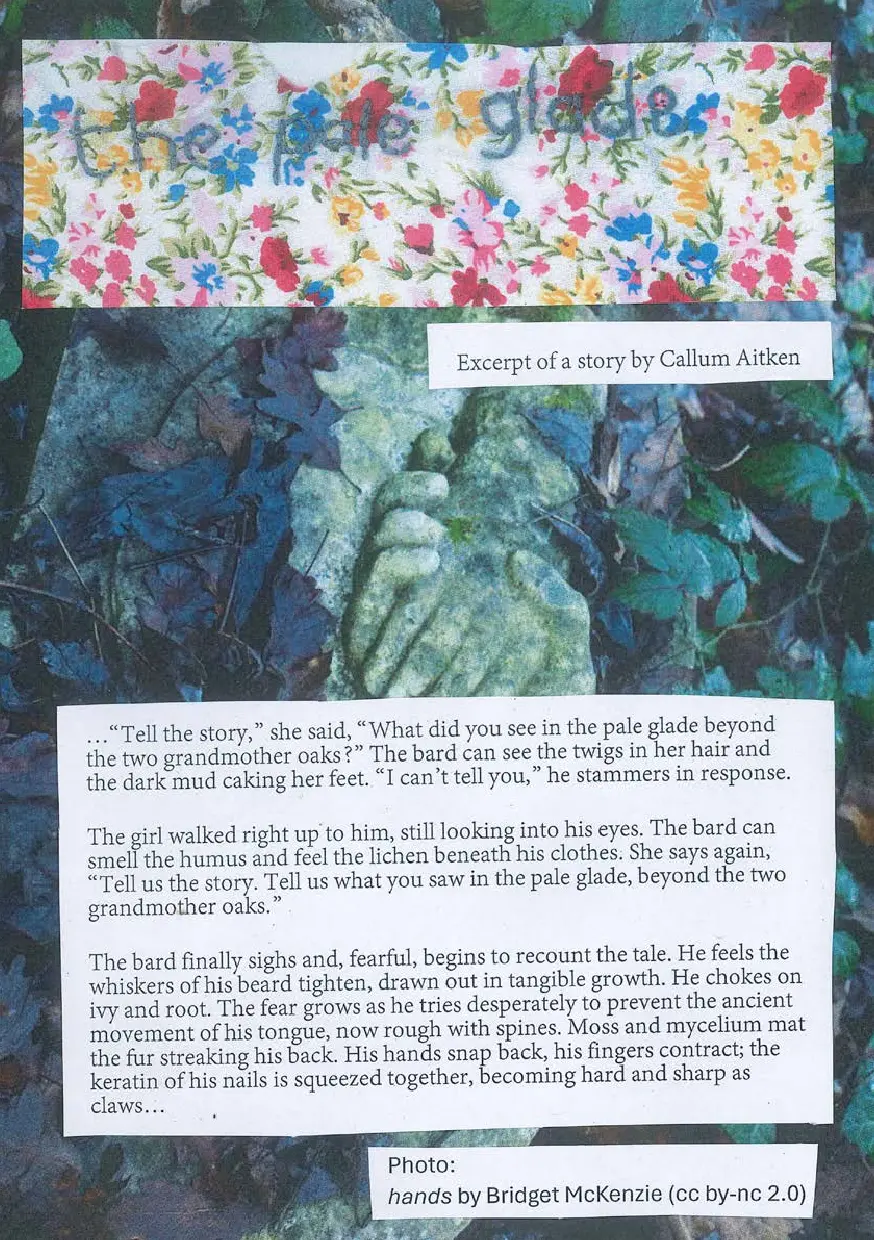 the pale glade
Excerpt of a story by Callum Aitken
…“Tell the story,” she said, “What did you see in the pale glade beyond
the two grandmother oaks?” The bard can see the twigs in her hair and
the dark mud caking her feet. “I can’t tell you,” he stammers in response.
The girl walked right up to him, still looking into his eyes. The bard can
smell the humus and feel the lichen beneath his clothes. She says again,
“Tell us the story. Tell us what you saw in the pale glade, beyond the two
grandmother oaks.”
The bard finally sighs and, fearful, begins to recount the tale. He feels the
whiskers of his beard tighten, drawn out in tangible growth. He chokes on
ivy and root. The fear grows as he tries desperately to prevent the ancient
movement of his tongue, now rough with spines. Moss and mycelium mat
the fur streaking his back. His hands snap back, his fingers contract; the
keratin of his nails is squeezed together, becoming hard and sharp as
claws…
Photo:
hands by Bridget McKenzie (cc by-nc 2.0)